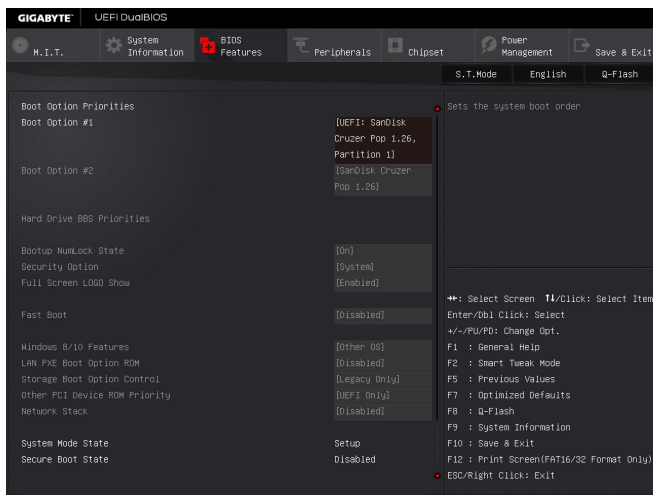 GIGABYTE™ UEFI DualBIOS
M.I.T. System Information BIOS Features Peripherals Chipset Power Management Save & Exit
S.T.Mode English Q-Flash
Boot Option Priorities
Boot Option #1 [UEFI: SanDisk
Cruzer Pop 1.26,
Partition 1]
Boot Option #2 [SanDisk Cruzer
Pop 1.26]
Hard Drive BBS Priorities
Bootup NumLock State [On]
Security Option [System]
Full Screen LOGO Show [Enabled]
Fast Boot [Disabled]
Windows 8/10 Features [Other OS]
LAN PXE Boot Option ROM [Disabled]
Storage Boot Option Control [Legacy Only]
Other PCI Device ROM Priority [UEFI Only]
Network Stack [Disabled]
System Mode State Setup
Secure Boot State Disabled
Sets the system boot order
→←: Select Screen ↑↓/Click: Select Item
Enter/Dbl Click: Select
+/-/PU/PD: Change Opt.
F1 : General Help
F2 : Smart Tweak Mode
F5 : Previous Values
F7 : Optimized Defaults
F8 : Q-Flash
F9 : System Information
F10 : Save & Exit
F12 : Print Screen(FAT16/32 Format Only)
ESC/Right Click: Exit